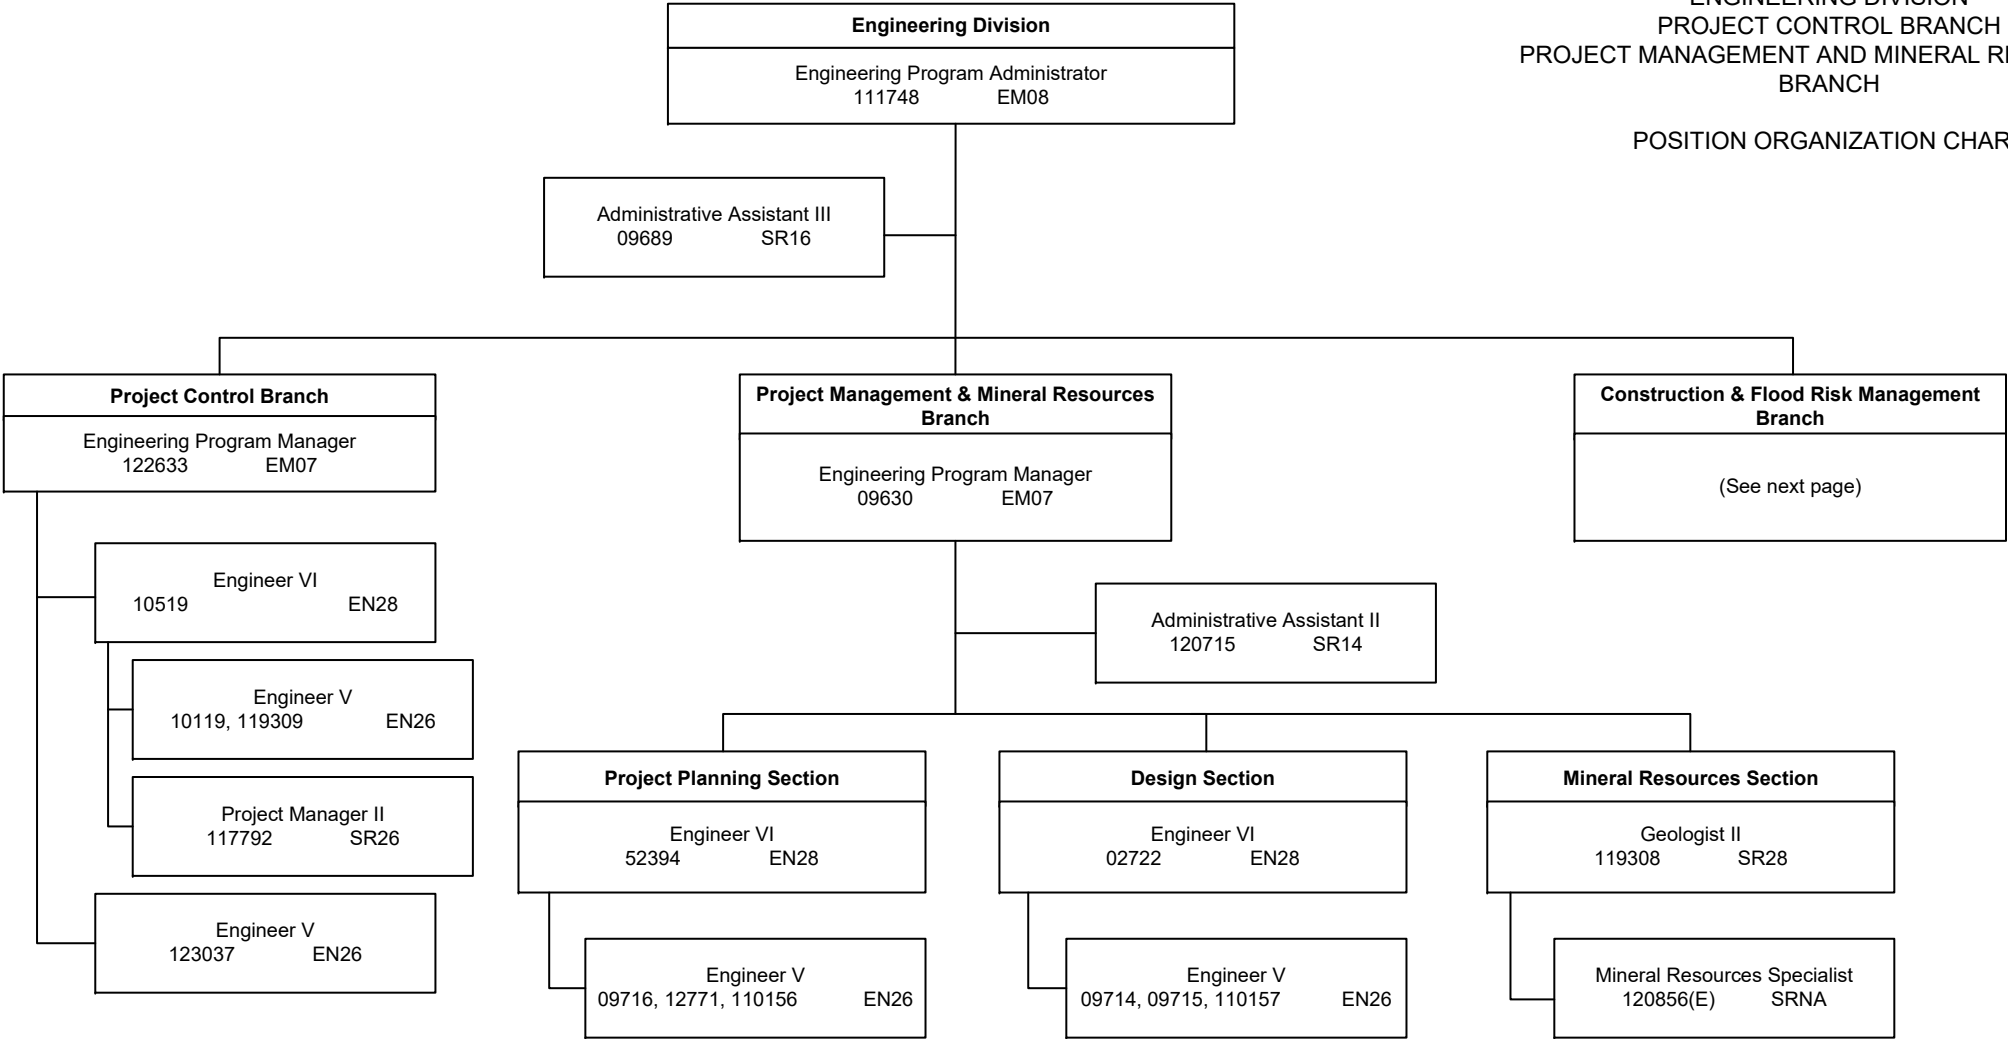 ENGINEERING DIVISION
PROJECT CONTROL BRANCH
PROJECT MANAGEMENT AND MINERAL
BRANCH
POSITION ORGANIZATION
Engineering Division
Engineering Program Administrator
111748 EM08
Administrative Assistant III
09689 SR16
Project Control Branch
Engineering Program Manager
122633 EM07
Engineer VI
10519 EN28
Engineer V
10119, 119309 EN26
Project Manager II
117792 SR26
Engineer V
123037 EN26
Project Management & Mineral Resources
Branch
Engineering Program Manager
09630 EM07
Administrative Assistant II
120715 SR14
Project Planning Section
Engineer VI
52394 EN28
Engineer V
09716, 12771, 110156 EN26
Design Section
Engineer VI
02722 EN28
Engineer V
09714, 09715, 110157 EN26
Mineral Resources Section
Geologist II
119308 SR28
Mineral Resources Specialist
120856(E) SRNA
Construction & Flood Risk Management
Branch
(See next page)